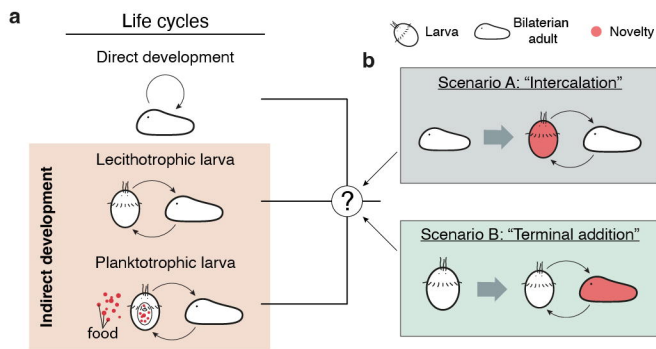 a
Life cycles
Direct development
Indirect development
Lecithotrophic larva
Planktotrophic larva
food
?
Larva
Bilaterian
adult
Novelty
b
Scenario A: “Intercalation”
Scenario B: “Terminal addition”